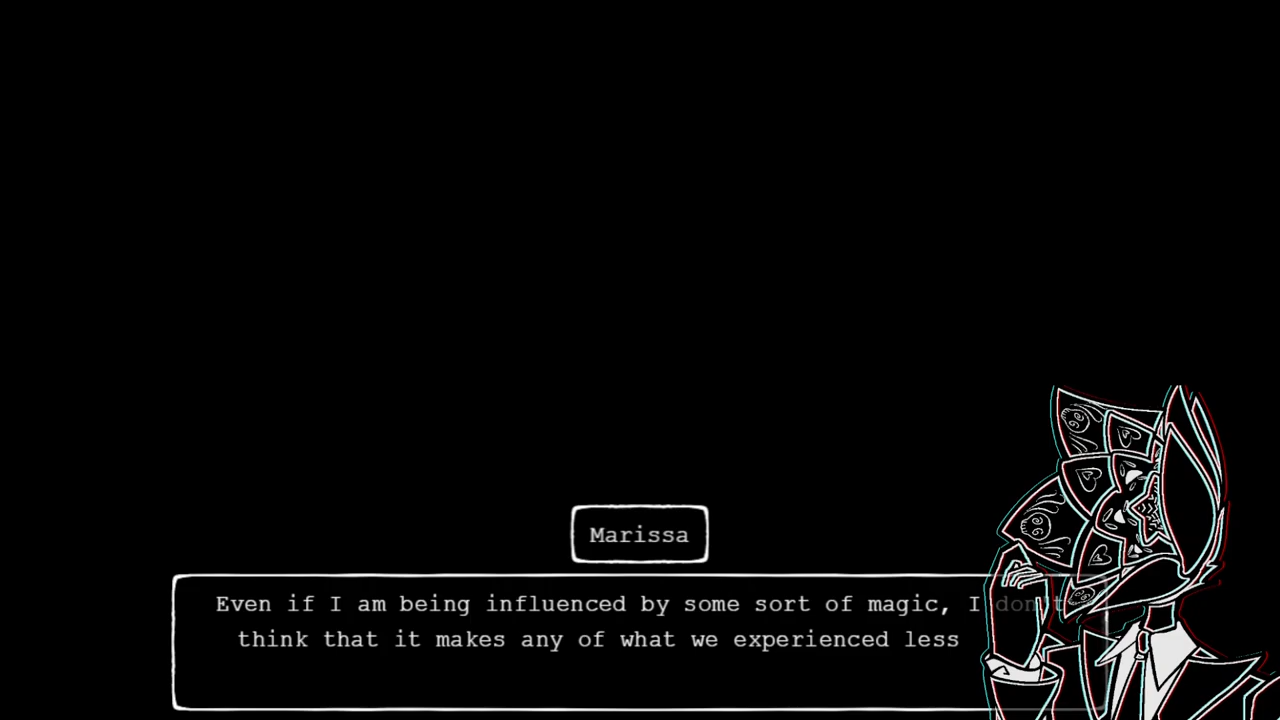 Marissa
Even if I am being influenced by some sort of magic, I don't
think that it makes any of what we experienced less